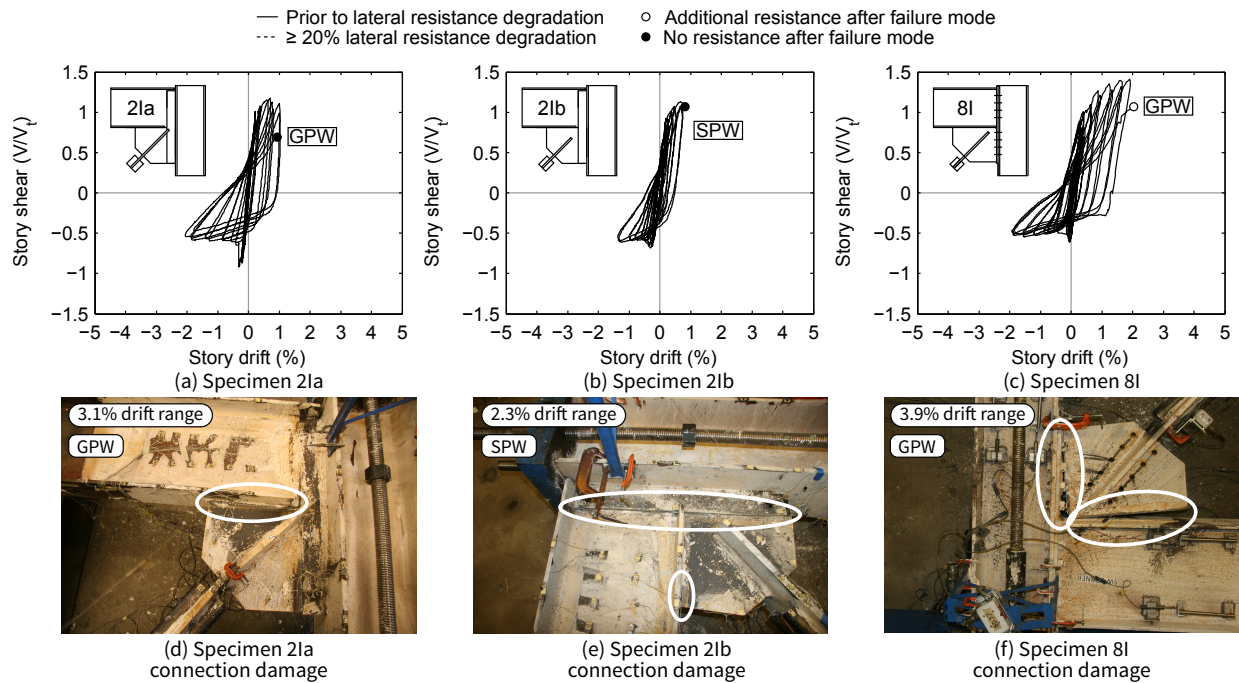 Prior to lateral resistance degradation
≥ 20% lateral resistance degradation
Additional resistance after failure mode
No resistance after failure mode
Story shear (V/Vt)
1.5
1
0.5
0
−0.5
−1
−1.5
2Ia
GPW
−5 −4 −3 −2 −1 0 1 2 3 4 5
Story drift (%)
(a) Specimen 2Ia
Story shear (V/Vt)
1.5
1
0.5
0
−0.5
−1
−1.5
2Ib
SPW
−5 −4 −3 −2 −1 0 1 2 3 4 5
Story drift (%)
(b) Specimen 2Ib
Story shear (V/Vt)
1.5
1
0.5
0
−0.5
−1
−1.5
8I
GPW
−5 −4 −3 −2 −1 0 1 2 3 4 5
Story drift (%)
(c) Specimen 8I
3.1% drift range
GPW
(d) Specimen 2Ia
connection damage
2.3% drift range
SPW
(e) Specimen 2Ib
connection damage
3.9% drift range
GPW
(f) Specimen 8I
connection damage